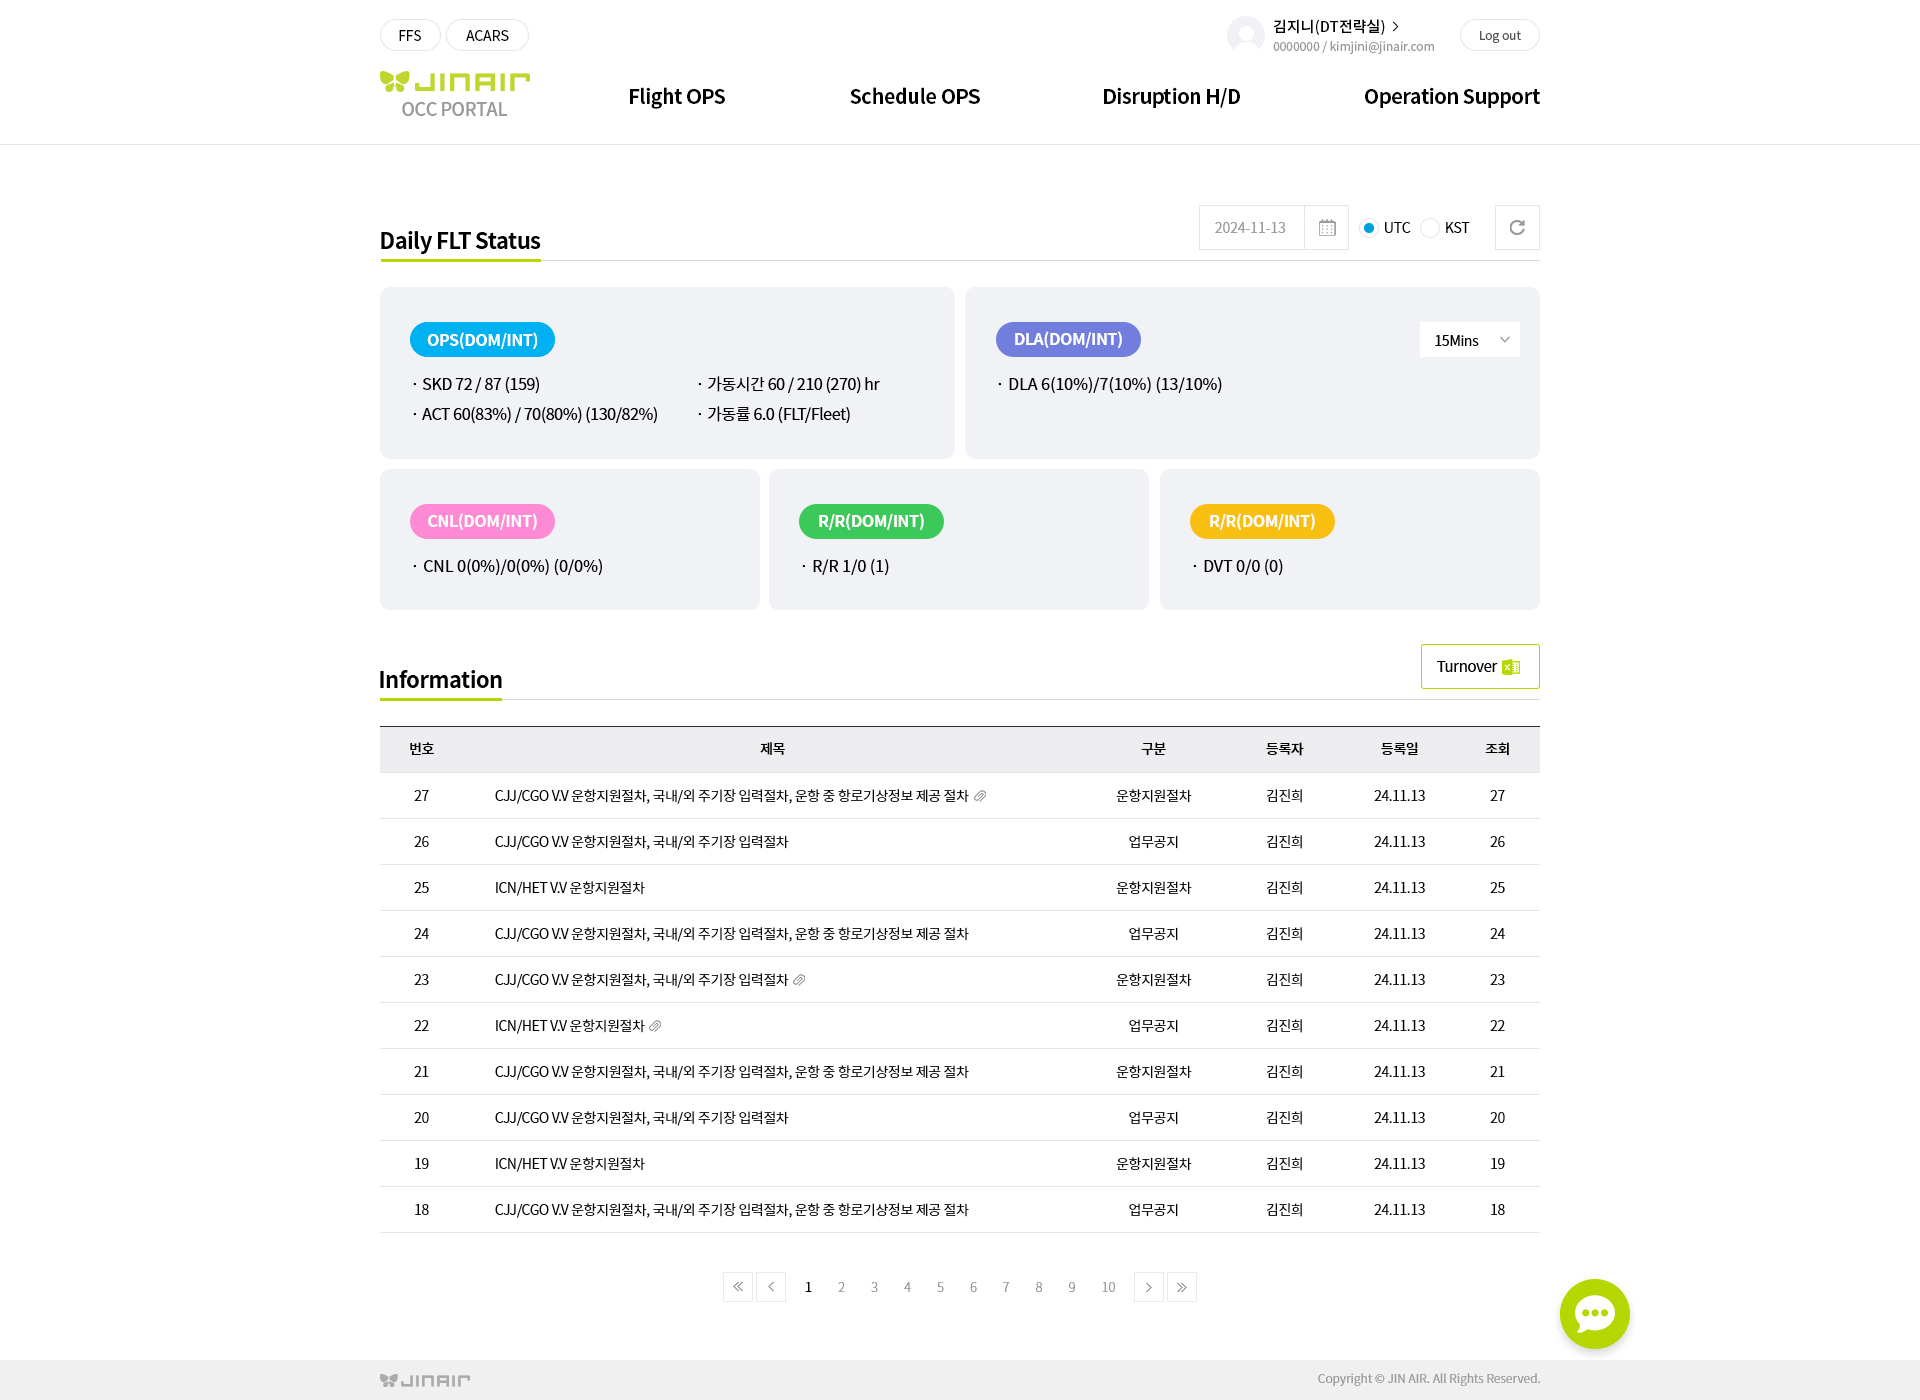 FFS ACARS
김지니(DT전략실)
0000000 / kimjini@jinair.com
Log out
JINAIR
OCC PORTAL
Flight OPS Schedule OPS Disruption H/D Operation Support
Daily FLT Status
2024-11-13 UTC KST
OPS(DOM/INT)
· SKD 72 / 87 (159)
· ACT 60(83%) / 70(80%) (130/82%)
· 가동시간 60 / 210 (270) hr
· 가동률 6.0 (FLT/Fleet)
DLA(DOM/INT)
15Mins
· DLA 6(10%)/7(10%) (13/10%)
CNL(DOM/INT)
· CNL 0(0%)/0(0%) (0/0%)
R/R(DOM/INT)
· R/R 1/0 (1)
R/R(DOM/INT)
· DVT 0/0 (0)
Information
Turnover
번호 제목 구분 등록자 등록일 조회
27 CJJ/CGO V.V 운항지원절차, 국내/외 주기장 입력절차, 운항 중 항로기상정보 제공 절차 운항지원절차 김진희 24.11.13 27
26 CJJ/CGO V.V 운항지원절차, 국내/외 주기장 입력절차 업무공지 김진희 24.11.13 26
25 ICN/HET V.V 운항지원절차 운항지원절차 김진희 24.11.13 25
24 CJJ/CGO V.V 운항지원절차, 국내/외 주기장 입력절차, 운항 중 항로기상정보 제공 절차 업무공지 김진희 24.11.13 24
23 CJJ/CGO V.V 운항지원절차, 국내/외 주기장 입력절차 운항지원절차 김진희 24.11.13 23
22 ICN/HET V.V 운항지원절차 업무공지 김진희 24.11.13 22
21 CJJ/CGO V.V 운항지원절차, 국내/외 주기장 입력절차, 운항 중 항로기상정보 제공 절차 운항지원절차 김진희 24.11.13 21
20 CJJ/CGO V.V 운항지원절차, 국내/외 주기장 입력절차 업무공지 김진희 24.11.13 20
19 ICN/HET V.V 운항지원절차 운항지원절차 김진희 24.11.13 19
18 CJJ/CGO V.V 운항지원절차, 국내/외 주기장 입력절차, 운항 중 항로기상정보 제공 절차 업무공지 김진희 24.11.13 18
1 2 3 4 5 6 7 8 9 10
JINAIR
Copyright © JIN AIR. All Rights Reserved.